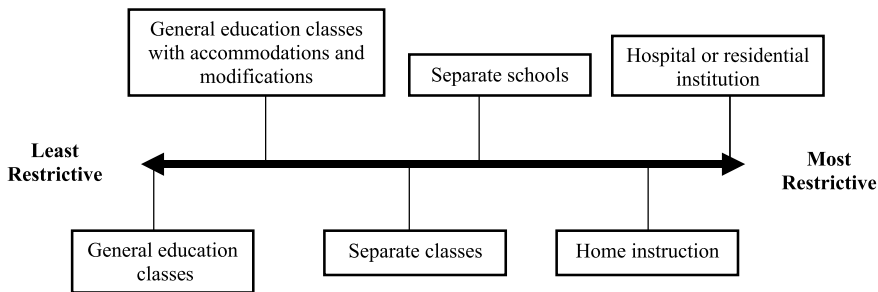 General education classes
with accommodations and
modifications
Separate schools
Hospital or residential
institution
Least
Restrictive
Most
Restrictive
General education
classes
Separate classes
Home instruction